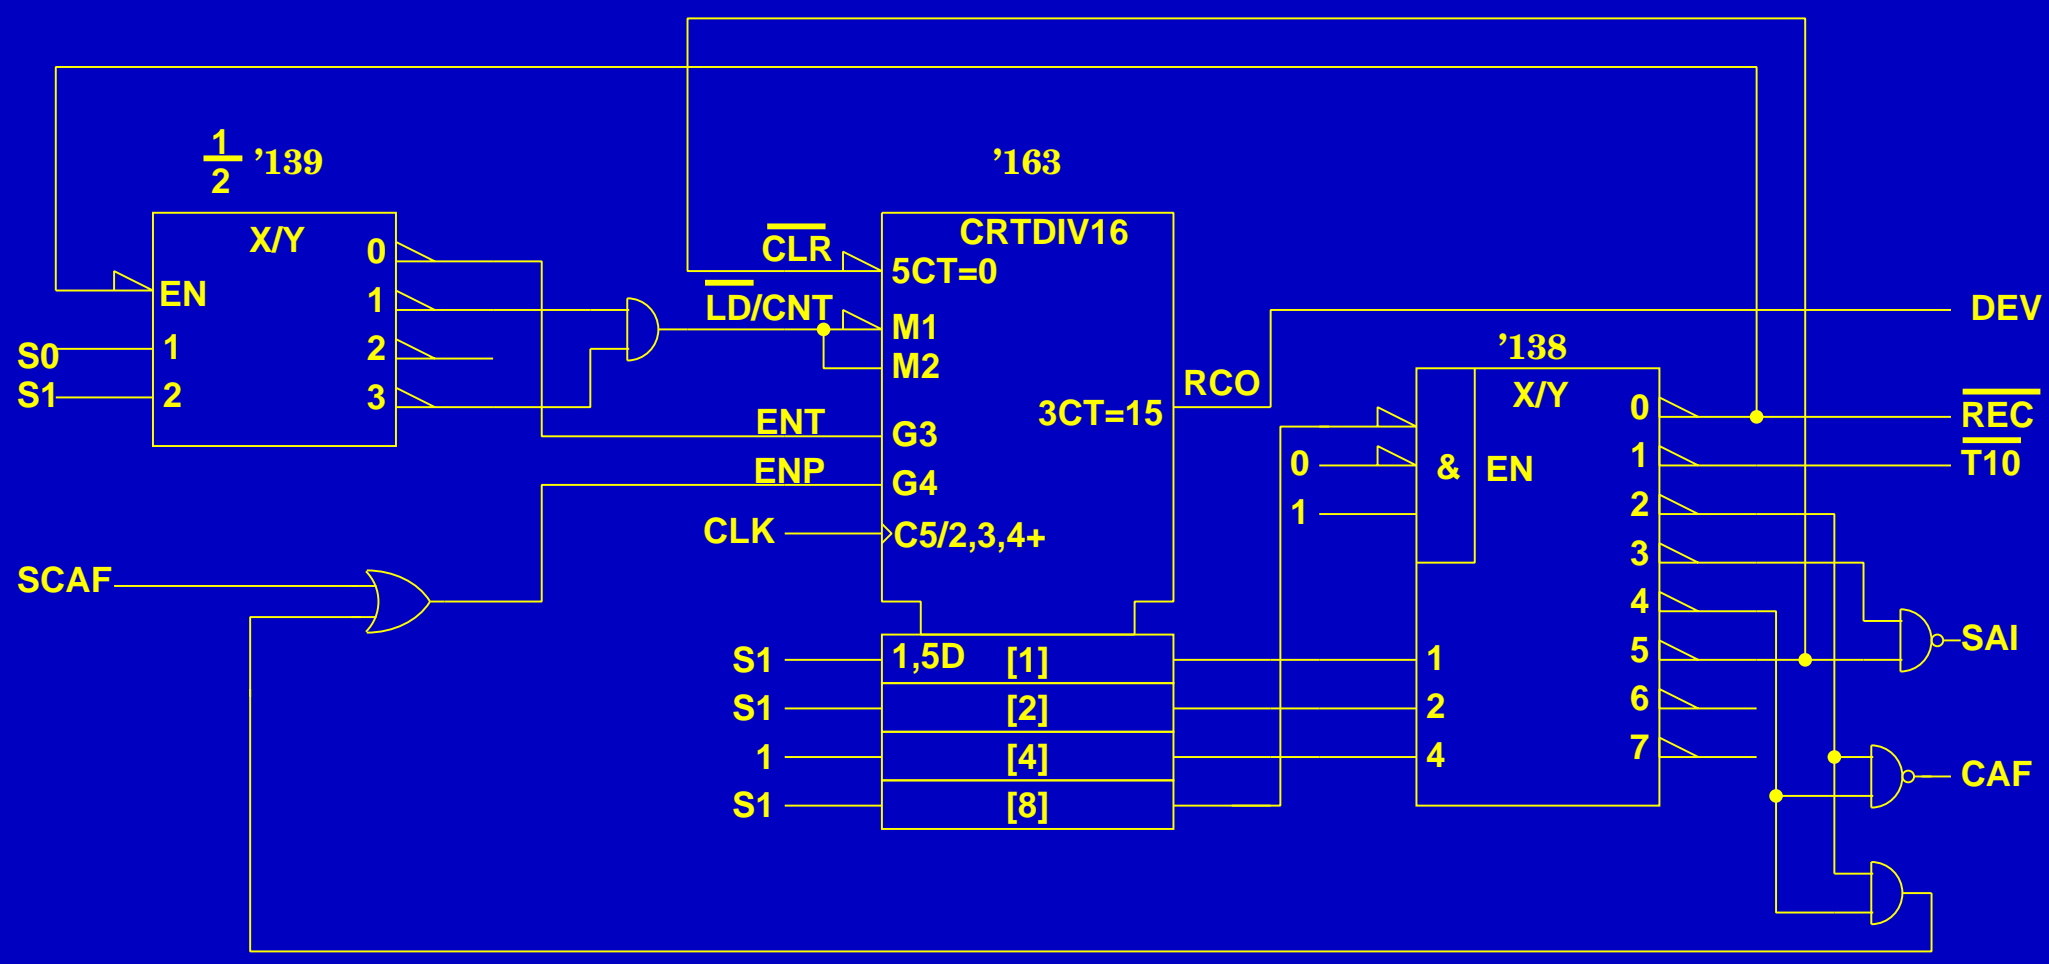 1
2
'139
'163
X/Y
0
1
2
3
EN
1
2
S0
S1
CLR
LD/CNT
ENT
ENP
CLK
SCAF
CRTDIV16
5CT=0
M1
M2
3CT=15
G3
G4
C5/2,3,4+
RCO
S1
S1
1
S1
1,5D [1]
[2]
[4]
[8]
'138
X/Y
0
1
& EN
1
2
4
0
1
2
3
4
5
6
7
DEV
REC
T10
SAI
CAF